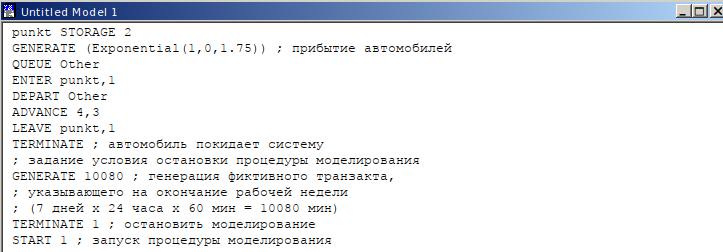 Untitled Model 1
punkt STORAGE 2
GENERATE (Exponential(1,0,1.75)) ; прибытие автомобилей
QUEUE Other
ENTER punkt,1
DEPART Other
ADVANCE 4,3
LEAVE punkt,1
TERMINATE ; автомобиль покидает систему
; задание условия остановки процедуры моделирования
GENERATE 10080 ; генерация фиктивного транзакта,
; указывающего на окончание рабочей недели
; (7 дней x 24 часа x 60 мин = 10080 мин)
TERMINATE 1 ; остановить моделирование
START 1 ; запуск процедуры моделирования